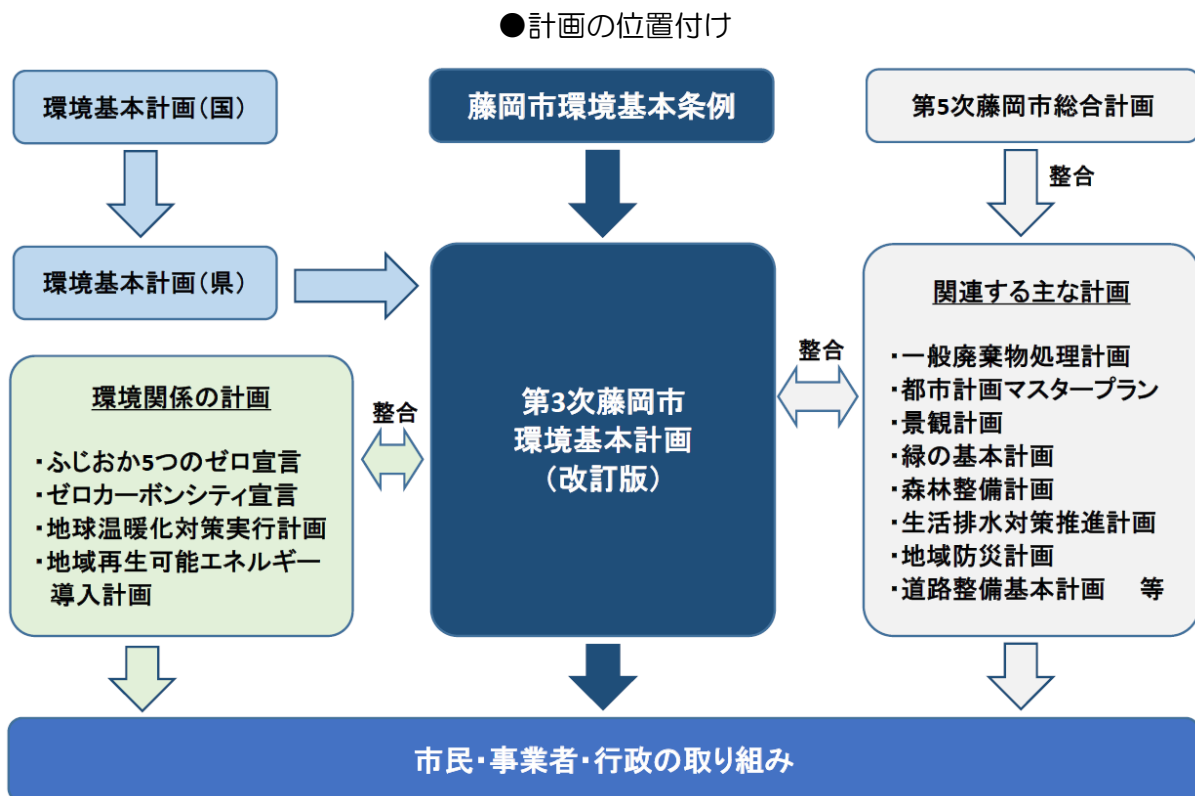 ●計画の位置付け
環境基本計画(国)
藤岡市環境基本条例
第5次藤岡市総合計画
整合
環境基本計画(県)
環境関係の計画
・ふじおか5つのゼロ宣言
・ゼロカーボンシティ宣言
・地球温暖化対策実行計画
・地域再生可能エネルギー
導入計画
整合
第3次藤岡市
環境基本計画
(改訂版)
整合
関連する主な計画
・一般廃棄物処理計画
・都市計画マスタープラン
・景観計画
・緑の基本計画
・森林整備計画
・生活排水対策推進計画
・地域防災計画
・道路整備基本計画　等
市民・事業者・行政の取り組み